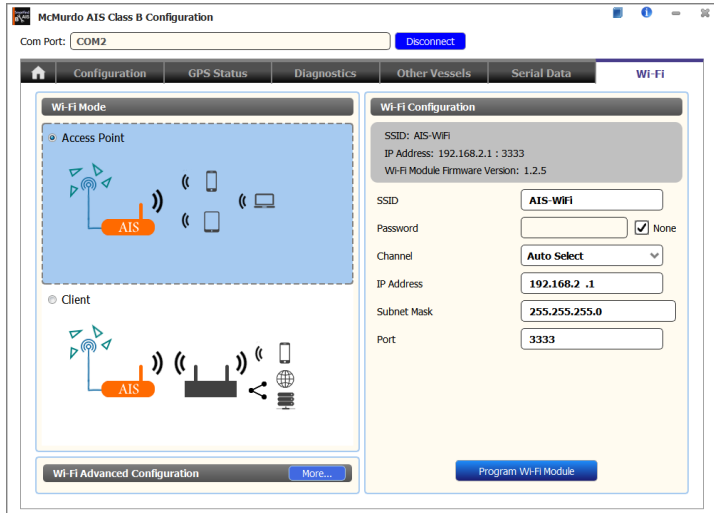 McMurdo AIS Class B Configuration
Com Port: COM2 Disconnect
Configuration GPS Status Diagnostics Other Vessels Serial Data Wi-Fi
Wi-Fi Mode
Access Point
AIS
Client
AIS
Wi-Fi Advanced Configuration More...
Wi-Fi Configuration
SSID: AIS-WiFi
IP Address: 192.168.2.1 : 3333
Wi-Fi Module Firmware Version: 1.2.5
SSID AIS-WiFi
Password None
Channel Auto Select
IP Address 192.168.2 .1
Subnet Mask 255.255.255.0
Port 3333
Program Wi-Fi Module